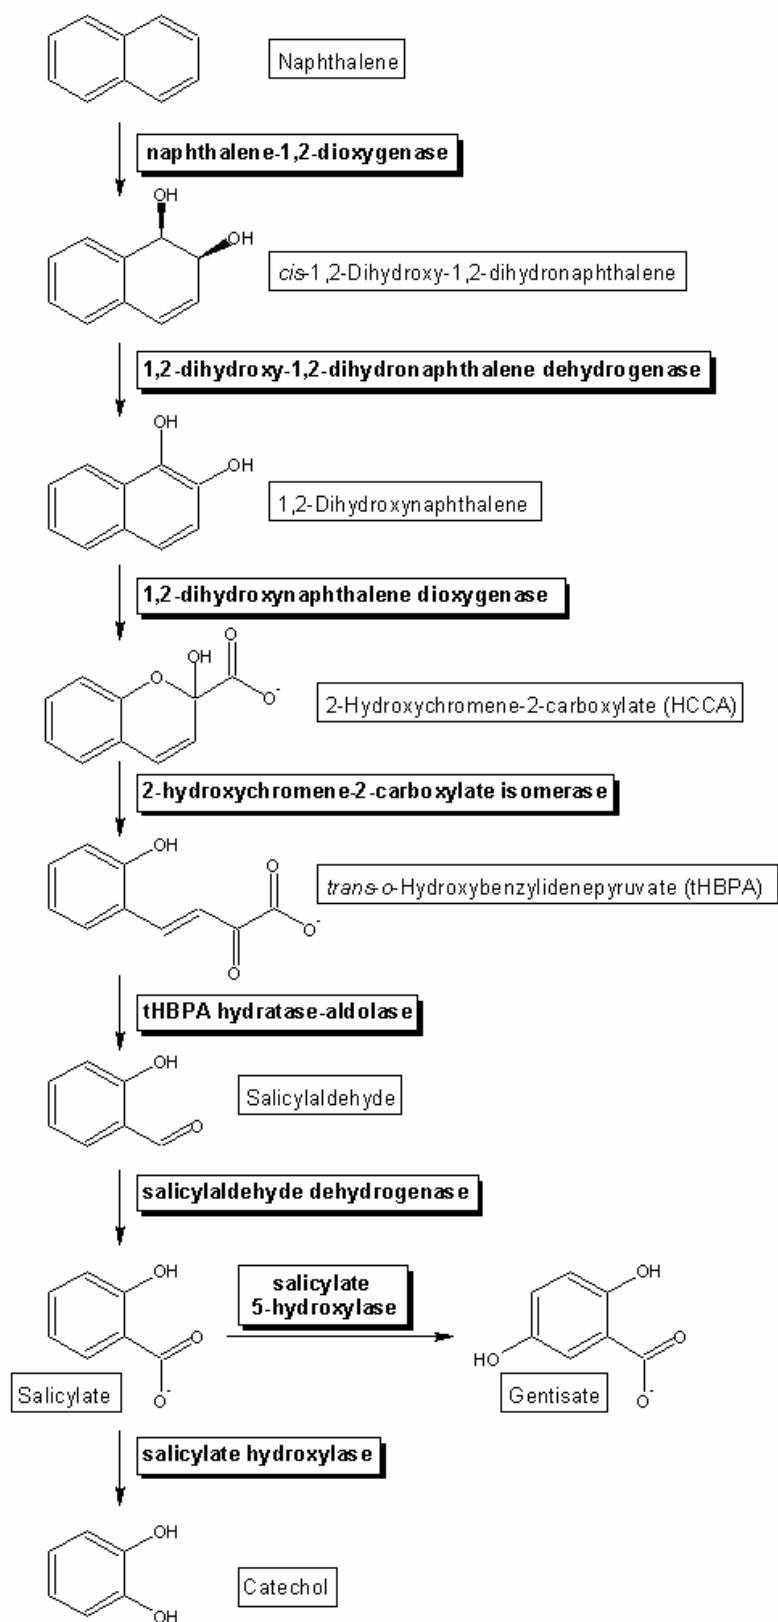 Naphthalene
naphthalene-1,2-dioxygenase
OH
OH
cis-1,2-Dihydroxy-1,2-dihydronaphthalene
1,2-dihydroxy-1,2-dihydronaphthalene dehydrogenase
OH
OH
1,2-Dihydroxynaphthalene
1,2-dihydroxynaphthalene dioxygenase
O
OH
O
O-
2-Hydroxychromene-2-carboxylate (HCCA)
2-hydroxychromene-2-carboxylate isomerase
OH
O
O-
O
trans-o-Hydroxybenzylidenepyruvate (tHBPA)
tHBPA hydratase-aldolase
OH
O
Salicylaldehyde
salicylaldehyde dehydrogenase
OH
O
O-
Salicylate
salicylate
5-hydroxylase
OH
HO
O
O-
Gentisate
salicylate hydroxylase
OH
OH
Catechol